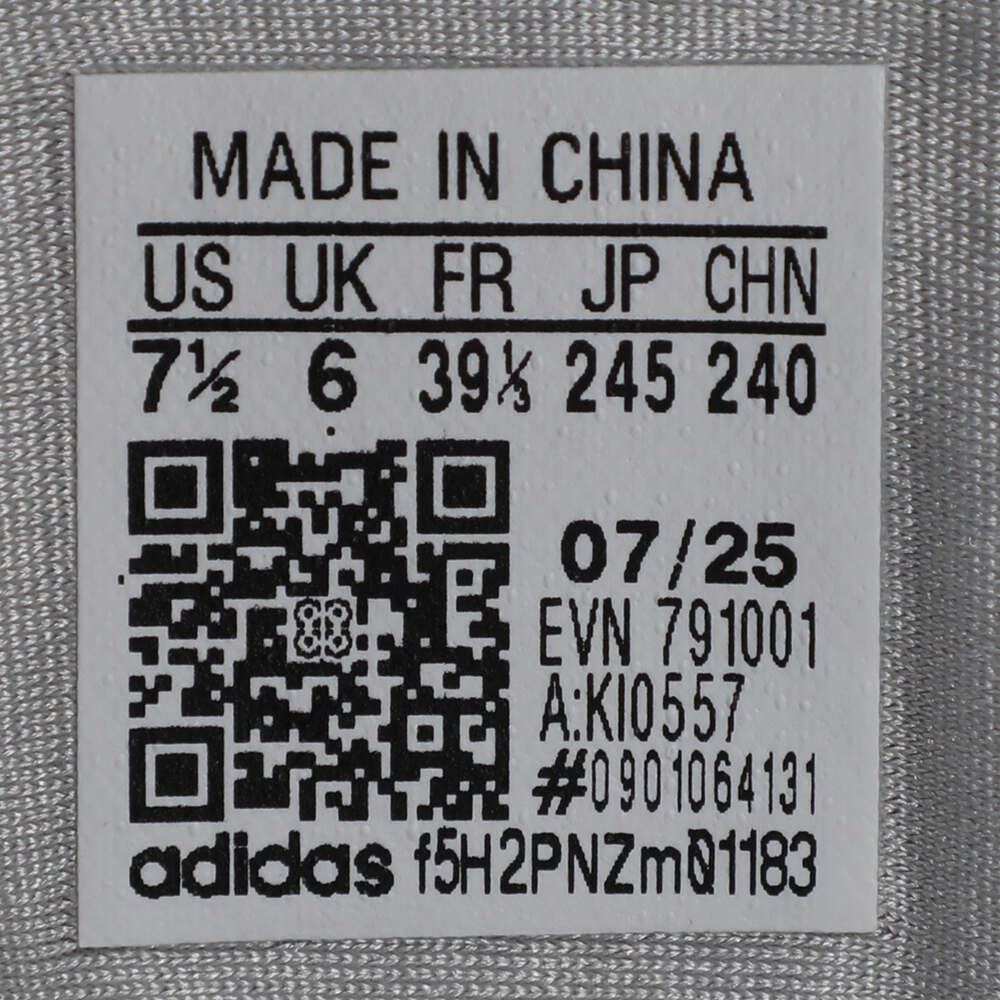 MADE IN CHINA
US UK FR JP CHN
7½ 6 39⅓ 245 240
07/25
EVN 791001
A:KI0557
#0901064131
adidas f5H2PNZmQ1183